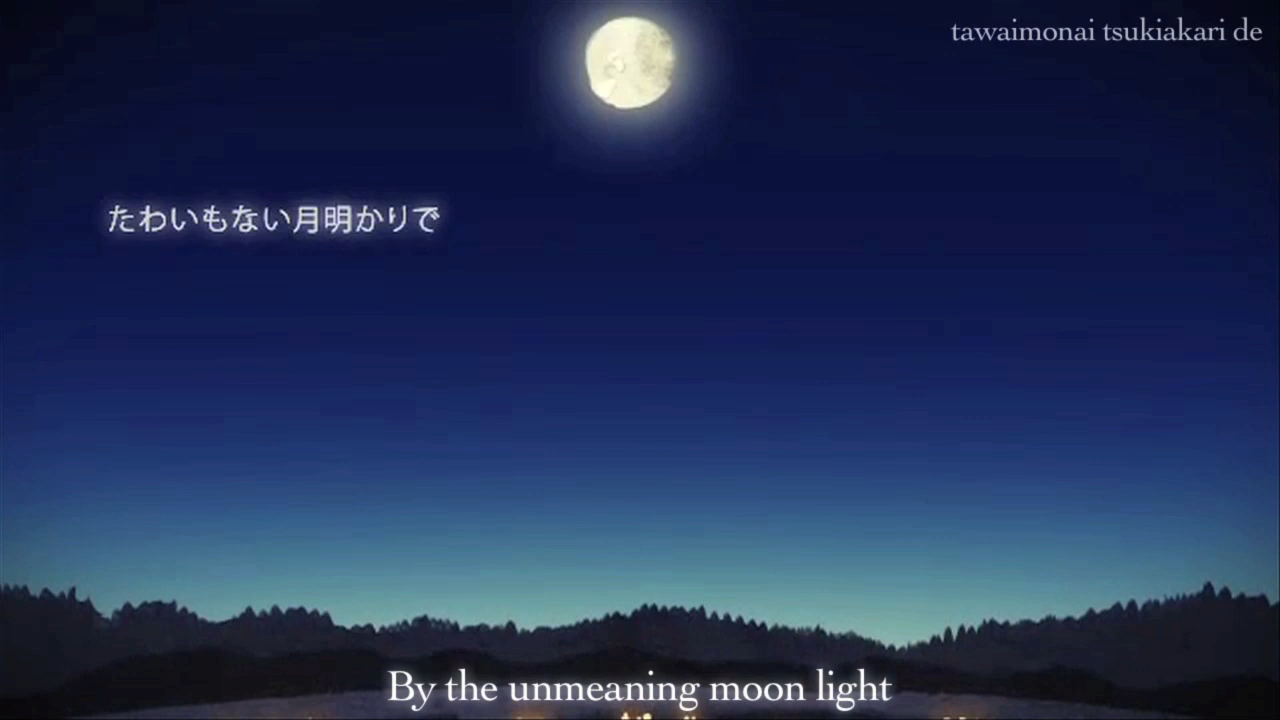 tawaimonai tsukiakari de
たわいもない月明かりで
By the unmeaning moon light